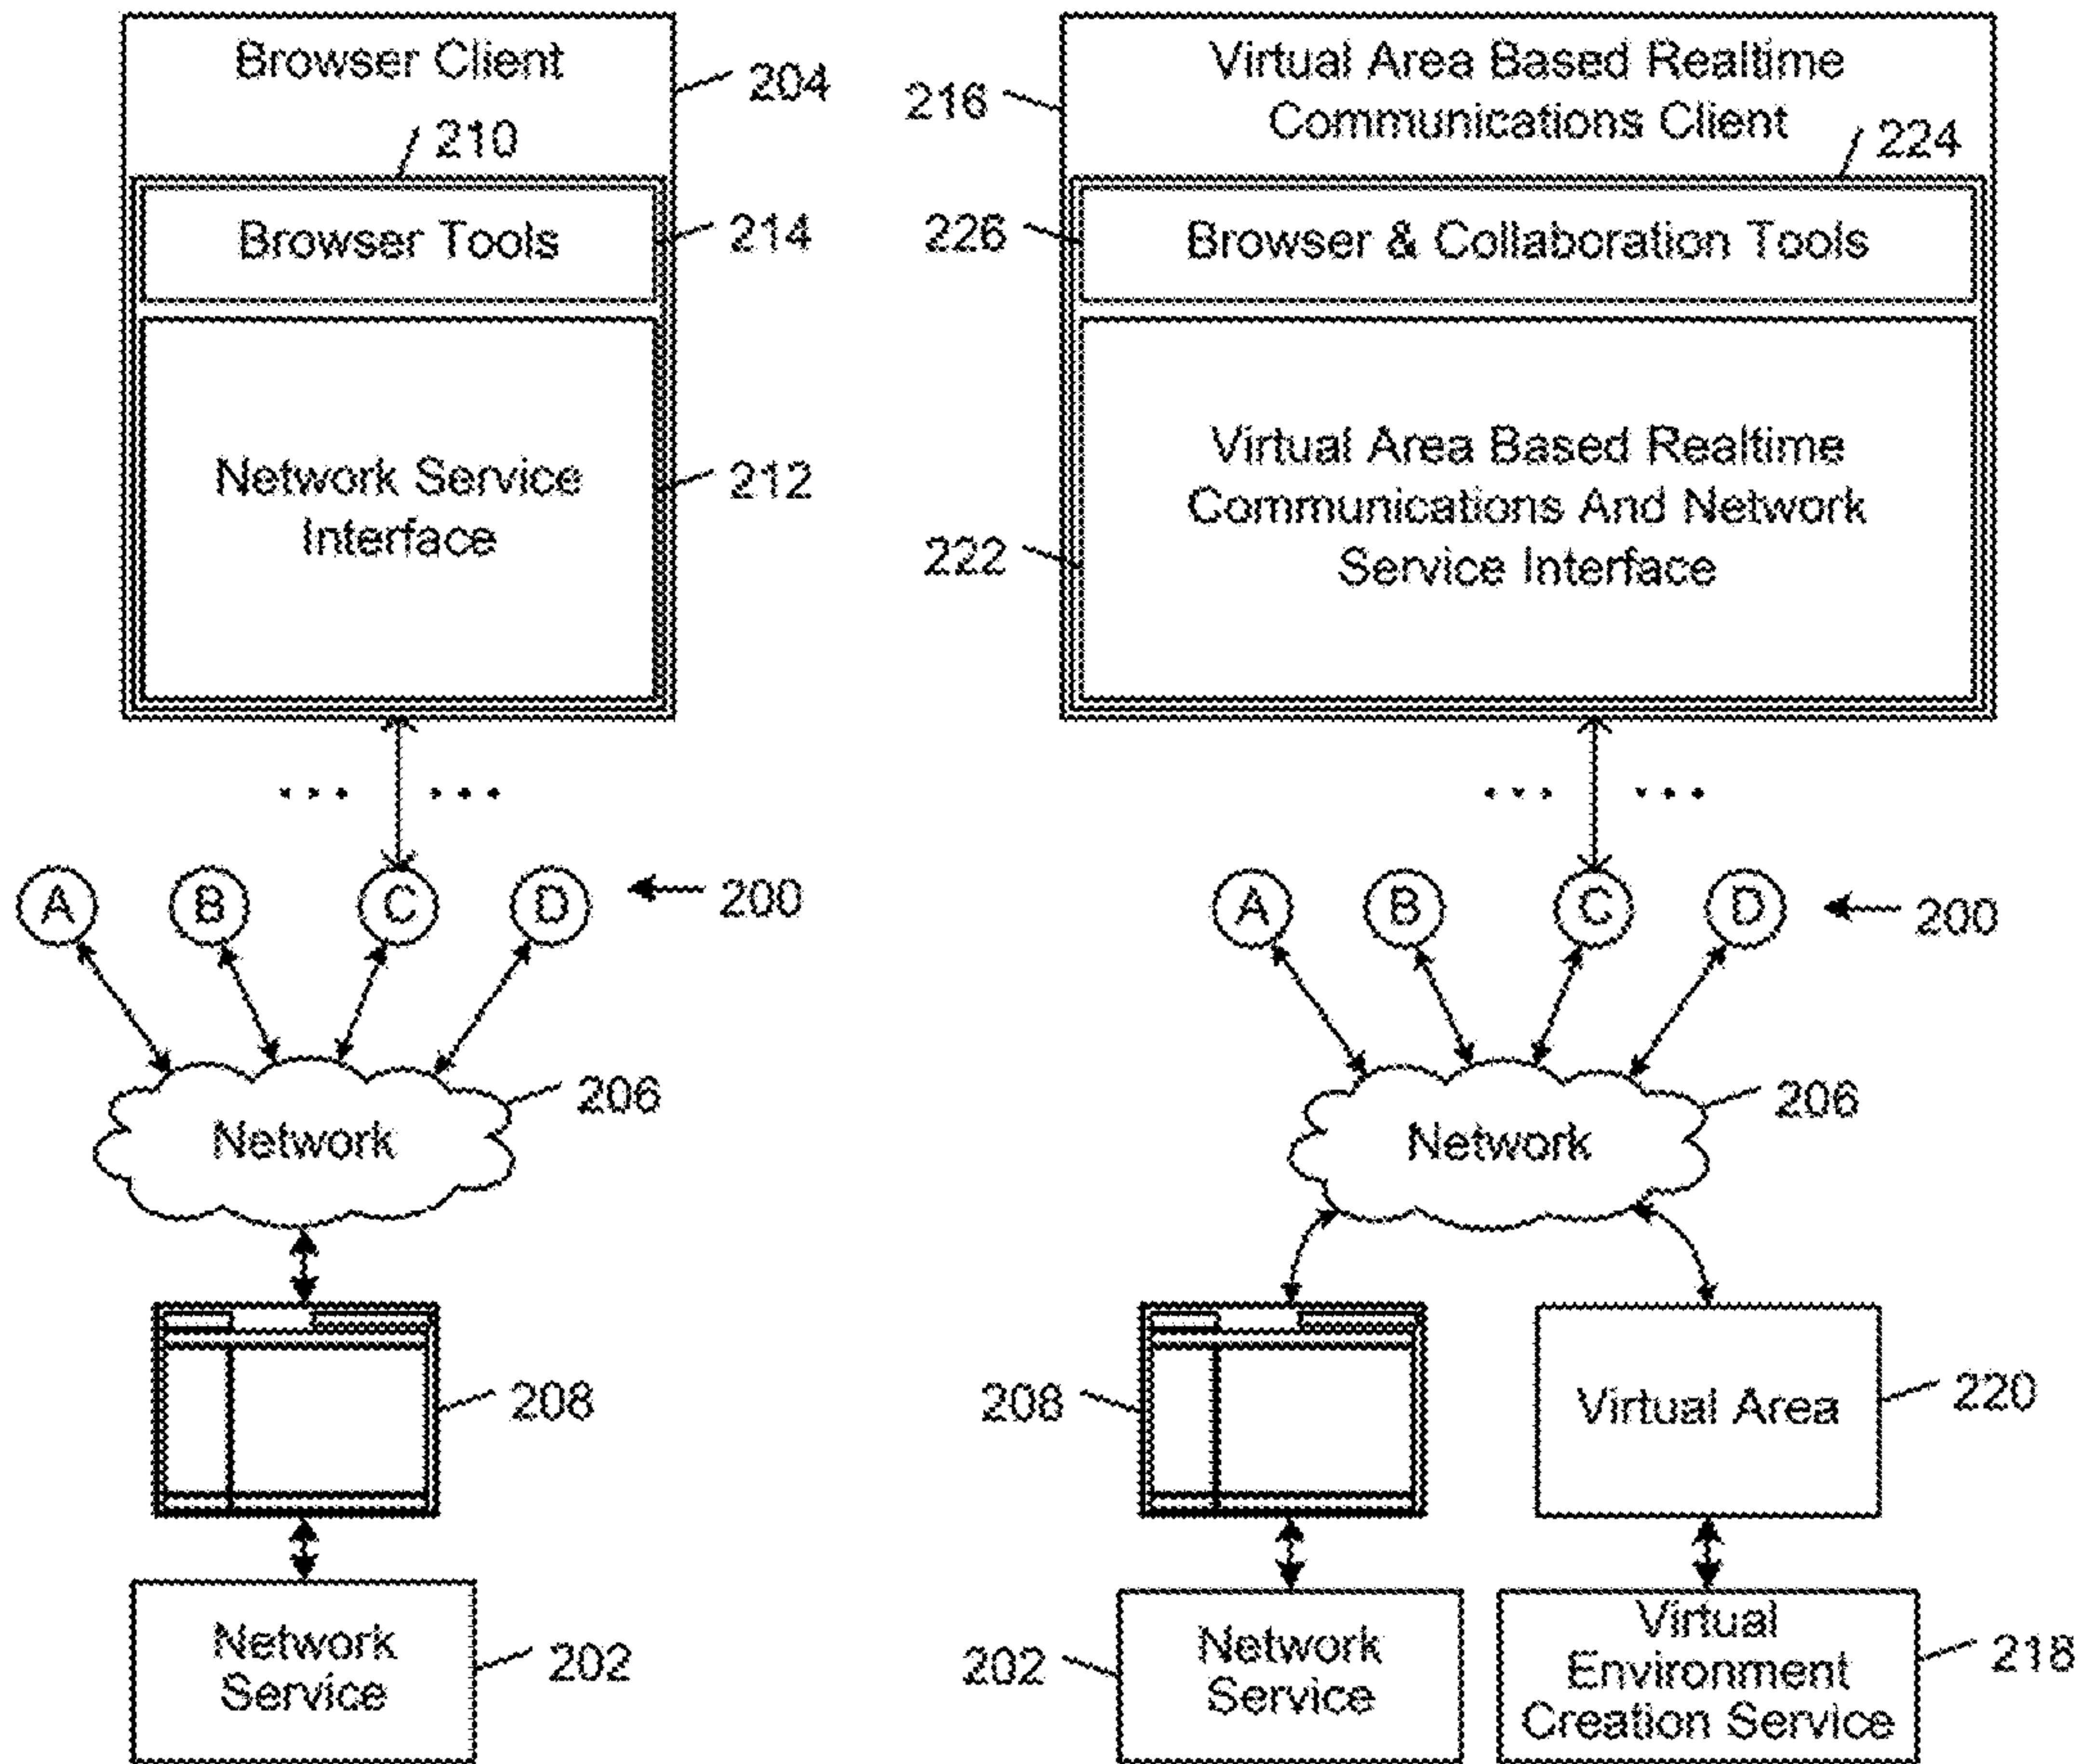 Browser Client
204
210
Browser Tools
214
Network Service
Interface
212
A
B
C
D
200
Network
206
208
Network
Service
202
Virtual Area Based Realtime
Communications Client
216
224
226
Browser & Collaboration Tools
Virtual Area Based Realtime
Communications And Network
Service Interface
222
A
B
C
D
200
Network
206
208
Virtual Area
220
202
Network
Service
Virtual
Environment
Creation Service
218